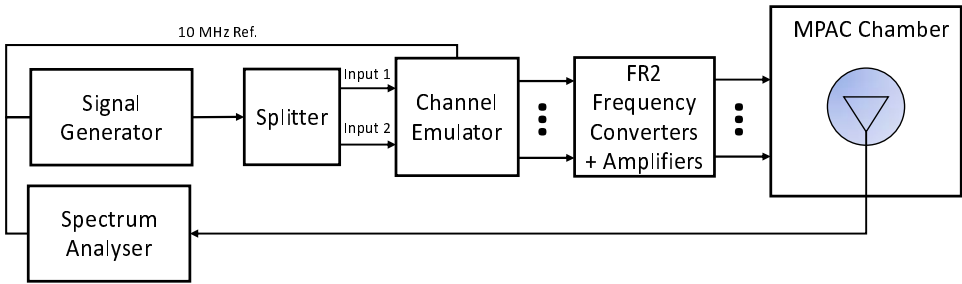 10 MHz Ref.
MPAC Chamber
Signal
Generator
Splitter
Input 1
Input 2
Channel
Emulator
FR2
Frequency
Converters
+ Amplifiers
Spectrum
Analyser